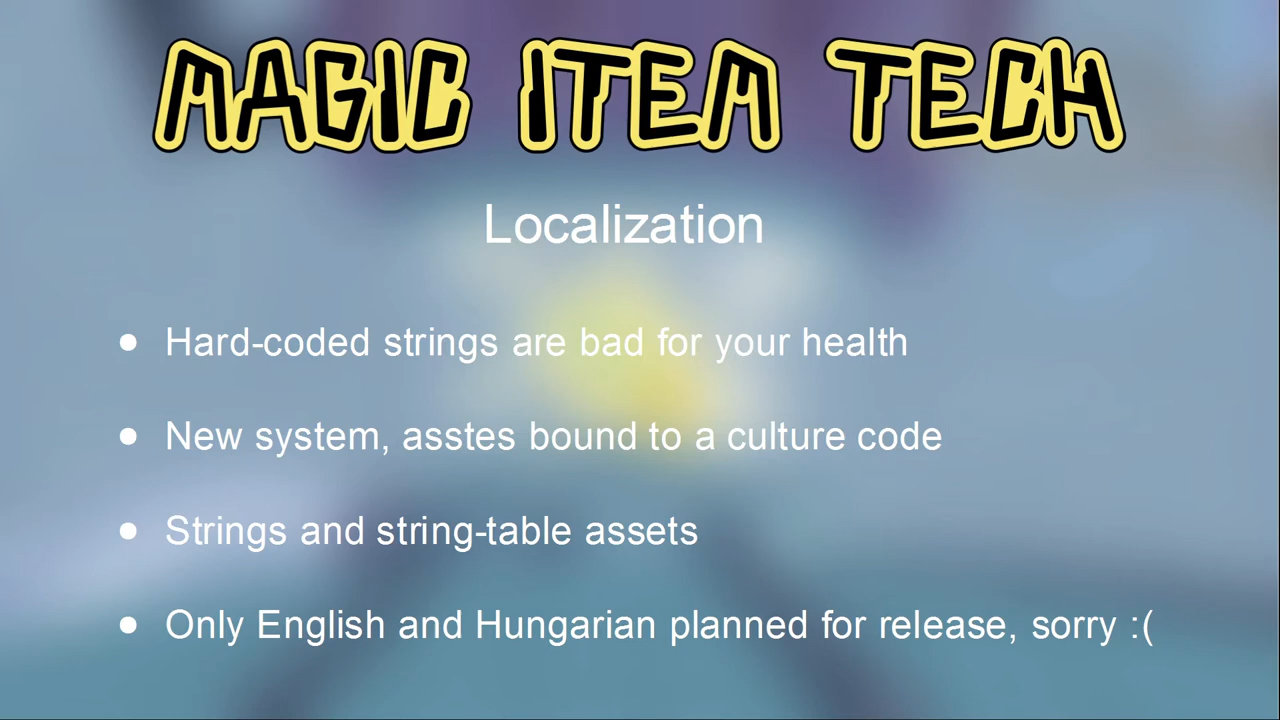 MAGIC ITEM TECH
Localization
● Hard-coded strings are bad for your health
● New system, asstes bound to a culture code
● Strings and string-table assets
● Only English and Hungarian planned for release, sorry :(